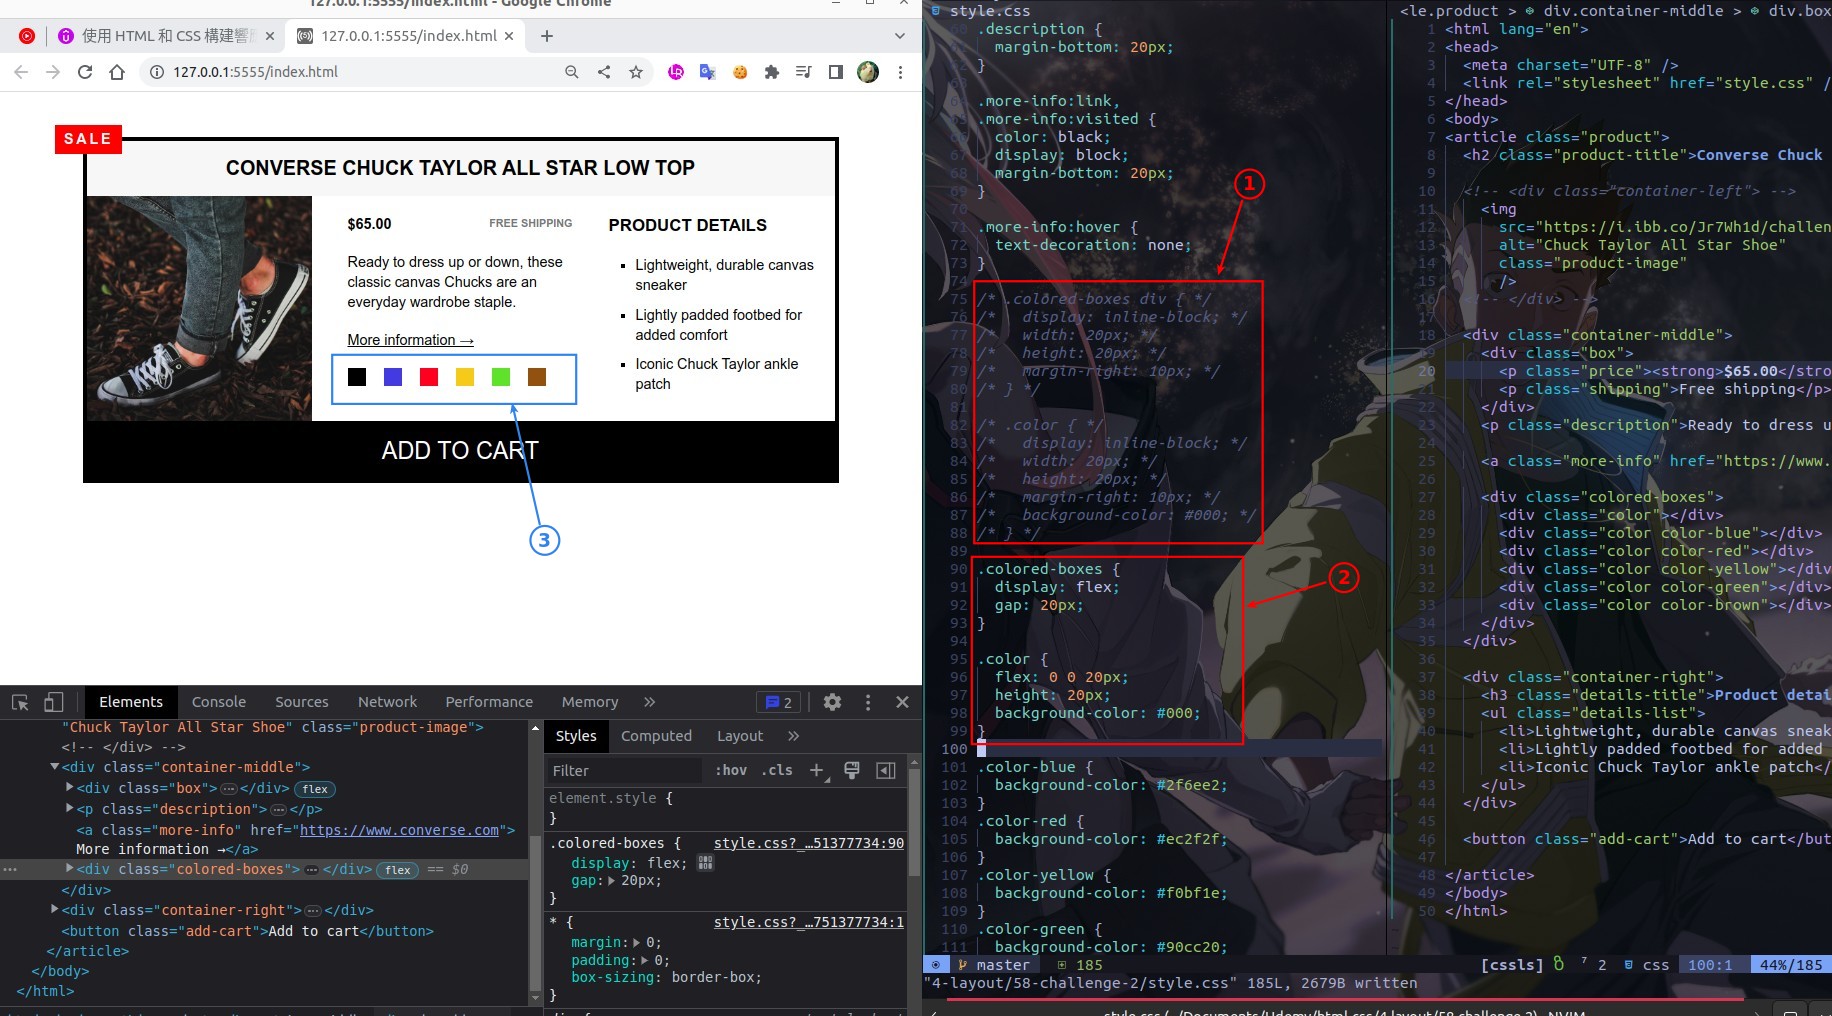 127.0.0.1:5555/index.html - Google Chrome
使用 HTML 和 CSS 構建響
127.0.0.1:5555/index.html
127.0.0.1:5555/index.html
SALE
CONVERSE CHUCK TAYLOR ALL STAR LOW TOP
$65.00
FREE SHIPPING
Ready to dress up or down, these
classic canvas Chucks are an
everyday wardrobe staple.
More information →
PRODUCT DETAILS
Lightweight, durable canvas
sneaker
Lightly padded footbed for
added comfort
Iconic Chuck Taylor ankle
patch
ADD TO CART
3
Elements Console Sources Network Performance Memory 2
"Chuck Taylor All Star Shoe" class="product-image">
<!-- </div> -->
<div class="container-middle">
<div class="box"> </div> flex
<p class="description"> </p>
<a class="more-info" href="https://www.converse.com">
More information →</a>
<div class="colored-boxes"> </div> flex == $0
</div>
<div class="container-right"> </div>
<button class="add-cart">Add to cart</button>
</article>
</body>
</html>
Styles Computed Layout
Filter :hov .cls
element.style {
}
.colored-boxes { style.css?_…51377734:90
display: flex;
gap: 20px;
}
* { style.css?_…751377734:1
margin: 0;
padding: 0;
box-sizing: border-box;
}
style.css
.description {
margin-bottom: 20px;
}
.more-info:link,
.more-info:visited {
color: black;
67 display: block;
68 margin-bottom: 20px;
69 }
70
71 .more-info:hover {
72 text-decoration: none;
73 }
74
75 /* .colored-boxes div { */
76 /* display: inline-block; */
77 /* width: 20px; */
78 /* height: 20px; */
79 /* margin-right: 10px; */
80 /* } */
81
82 /* .color { */
83 /* display: inline-block; */
84 /* width: 20px; */
85 /* height: 20px; */
86 /* margin-right: 10px; */
87 /* background-color: #000; */
88 /* } */
89
90 .colored-boxes {
91 display: flex;
92 gap: 20px;
93 }
94
95 .color {
96 flex: 0 0 20px;
97 height: 20px;
98 background-color: #000;
99 }
100
101 .color-blue {
102 background-color: #2f6ee2;
103 }
104 .color-red {
105 background-color: #ec2f2f;
106 }
107 .color-yellow {
108 background-color: #f0bf1e;
109 }
110 .color-green {
111 background-color: #90cc20;
1
2
<le.product > div.container-middle > div.box
1 <html lang="en">
2 <head>
3 <meta charset="UTF-8" />
4 <link rel="stylesheet" href="style.css" /
5 </head>
6 <body>
7 <article class="product">
8 <h2 class="product-title">Converse Chuck
9
10 <!-- <div class="container-left"> -->
11 <img
12 src="https://i.ibb.co/Jr7Wh1d/challen
13 alt="Chuck Taylor All Star Shoe"
14 class="product-image"
15 />
16 <!-- </div> -->
17
18 <div class="container-middle">
19 <div class="box">
20 <p class="price"><strong>$65.00</stro
21 <p class="shipping">Free shipping</p>
22 </div>
23 <p class="description">Ready to dress u
24
25 <a class="more-info" href="https://www.
26
27 <div class="colored-boxes">
28 <div class="color"></div>
29 <div class="color color-blue"></div>
30 <div class="color color-red"></div>
31 <div class="color color-yellow"></div
32 <div class="color color-green"></div>
33 <div class="color color-brown"></div>
34 </div>
35 </div>
36
37 <div class="container-right">
38 <h3 class="details-title">Product detai
39 <ul class="details-list">
40 <li>Lightweight, durable canvas sneak
41 <li>Lightly padded footbed for added
42 <li>Iconic Chuck Taylor ankle patch</
43 </ul>
44 </div>
45
46 <button class="add-cart">Add to cart</but
47
48 </article>
49 </body>
50 </html>
master 185 [cssls] 7 2 css 100:1 44%/185
"4-layout/58-challenge-2/style.css" 185L, 2679B written
style.css (~/Documents/Udemy/html-css/4-layout/58-challenge-2) - NVIM